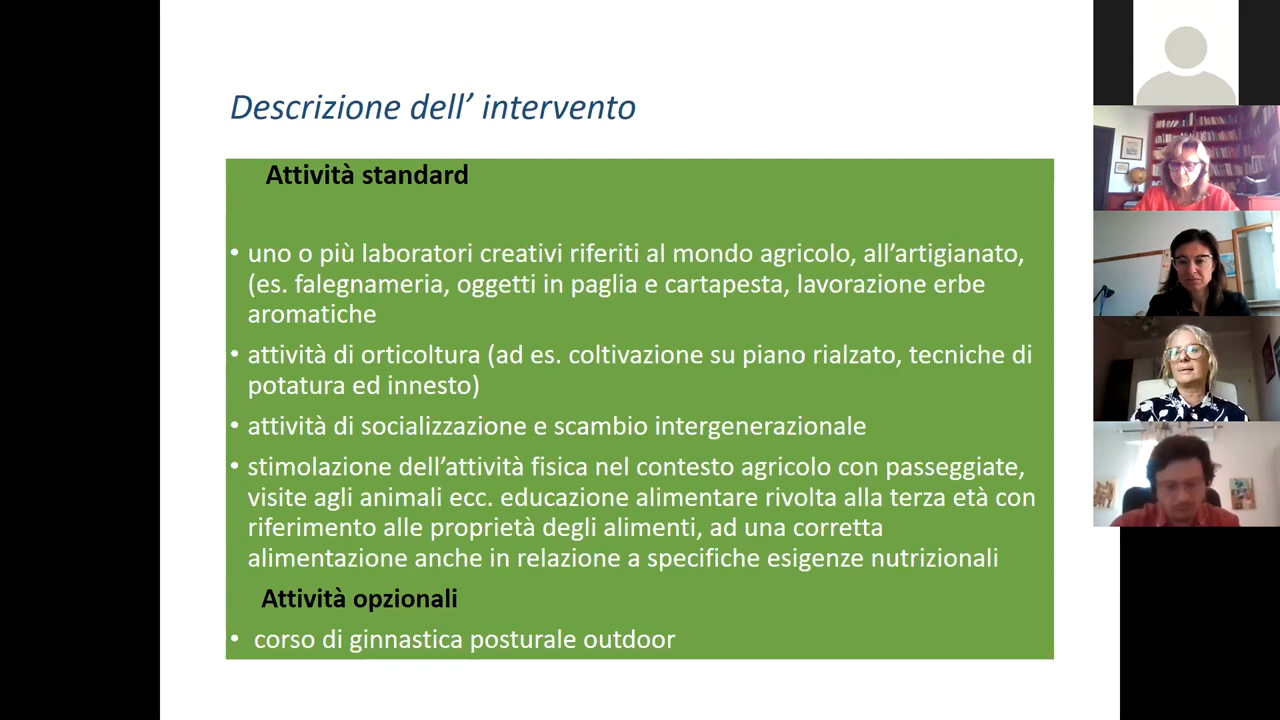 Descrizione dell’ intervento
Attività standard
• uno o più laboratori creativi riferiti al mondo agricolo, all’artigianato,
(es. falegnameria, oggetti in paglia e cartapesta, lavorazione erbe
aromatiche
• attività di orticoltura (ad es. coltivazione su piano rialzato, tecniche di
potatura ed innesto)
• attività di socializzazione e scambio intergenerazionale
• stimolazione dell’attività fisica nel contesto agricolo con passeggiate,
visite agli animali ecc. educazione alimentare rivolta alla terza età con
riferimento alle proprietà degli alimenti, ad una corretta
alimentazione anche in relazione a specifiche esigenze nutrizionali
Attività opzionali
• corso di ginnastica posturale outdoor